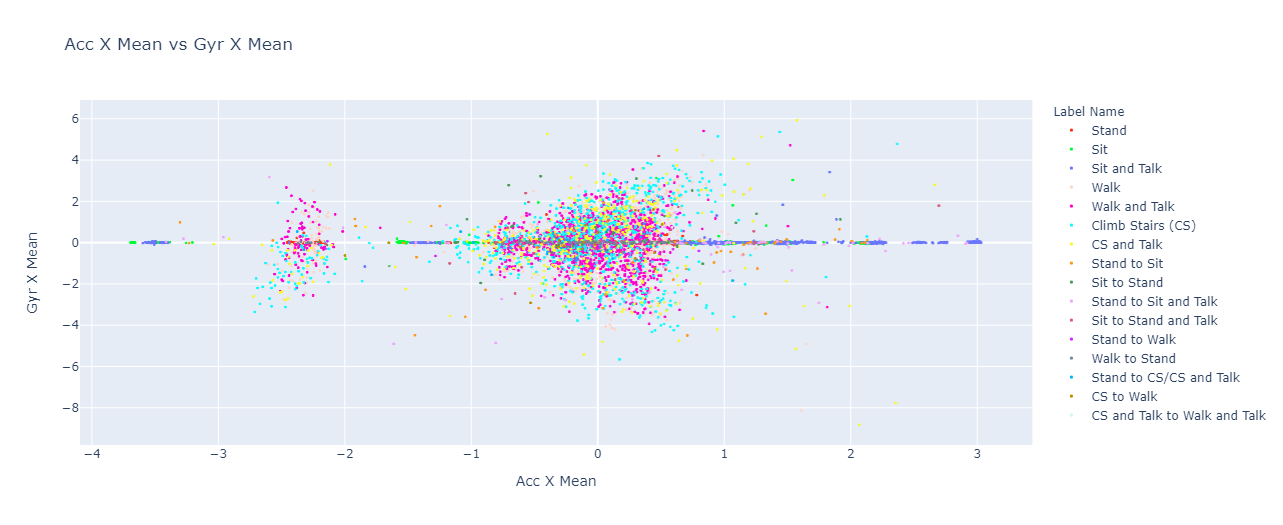 Acc X Mean vs Gyr X Mean
Gyr X Mean
6
4
2
0
−2
−4
−6
−8
−4
−3
−2
−1
0
1
2
3
Acc X Mean
Label Name
Stand
Sit
Sit and Talk
Walk
Walk and Talk
Climb Stairs (CS)
CS and Talk
Stand to Sit
Sit to Stand
Stand to Sit and Talk
Sit to Stand and Talk
Stand to Walk
Walk to Stand
Stand to CS/CS and Talk
CS to Walk
CS and Talk to Walk and Talk